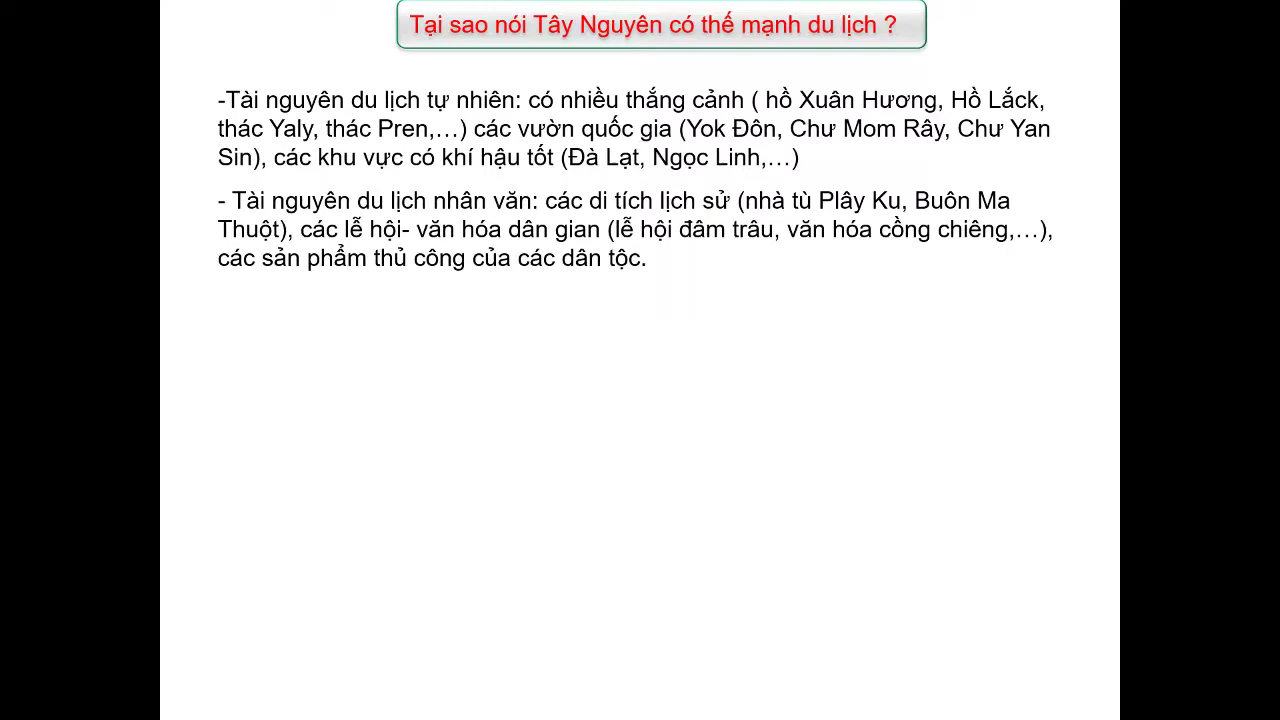 Tại sao nói Tây Nguyên có thế mạnh du lịch ?
-Tài nguyên du lịch tự nhiên: có nhiều thắng cảnh ( hồ Xuân Hương, Hồ Lắck,
thác Yaly, thác Pren,…) các vườn quốc gia (Yok Đôn, Chư Mom Rây, Chư Yan
Sin), các khu vực có khí hậu tốt (Đà Lạt, Ngọc Linh,…)
- Tài nguyên du lịch nhân văn: các di tích lịch sử (nhà tù Plây Ku, Buôn Ma
Thuột), các lễ hội- văn hóa dân gian (lễ hội đâm trâu, văn hóa cồng chiêng,…),
các sản phẩm thủ công của các dân tộc.